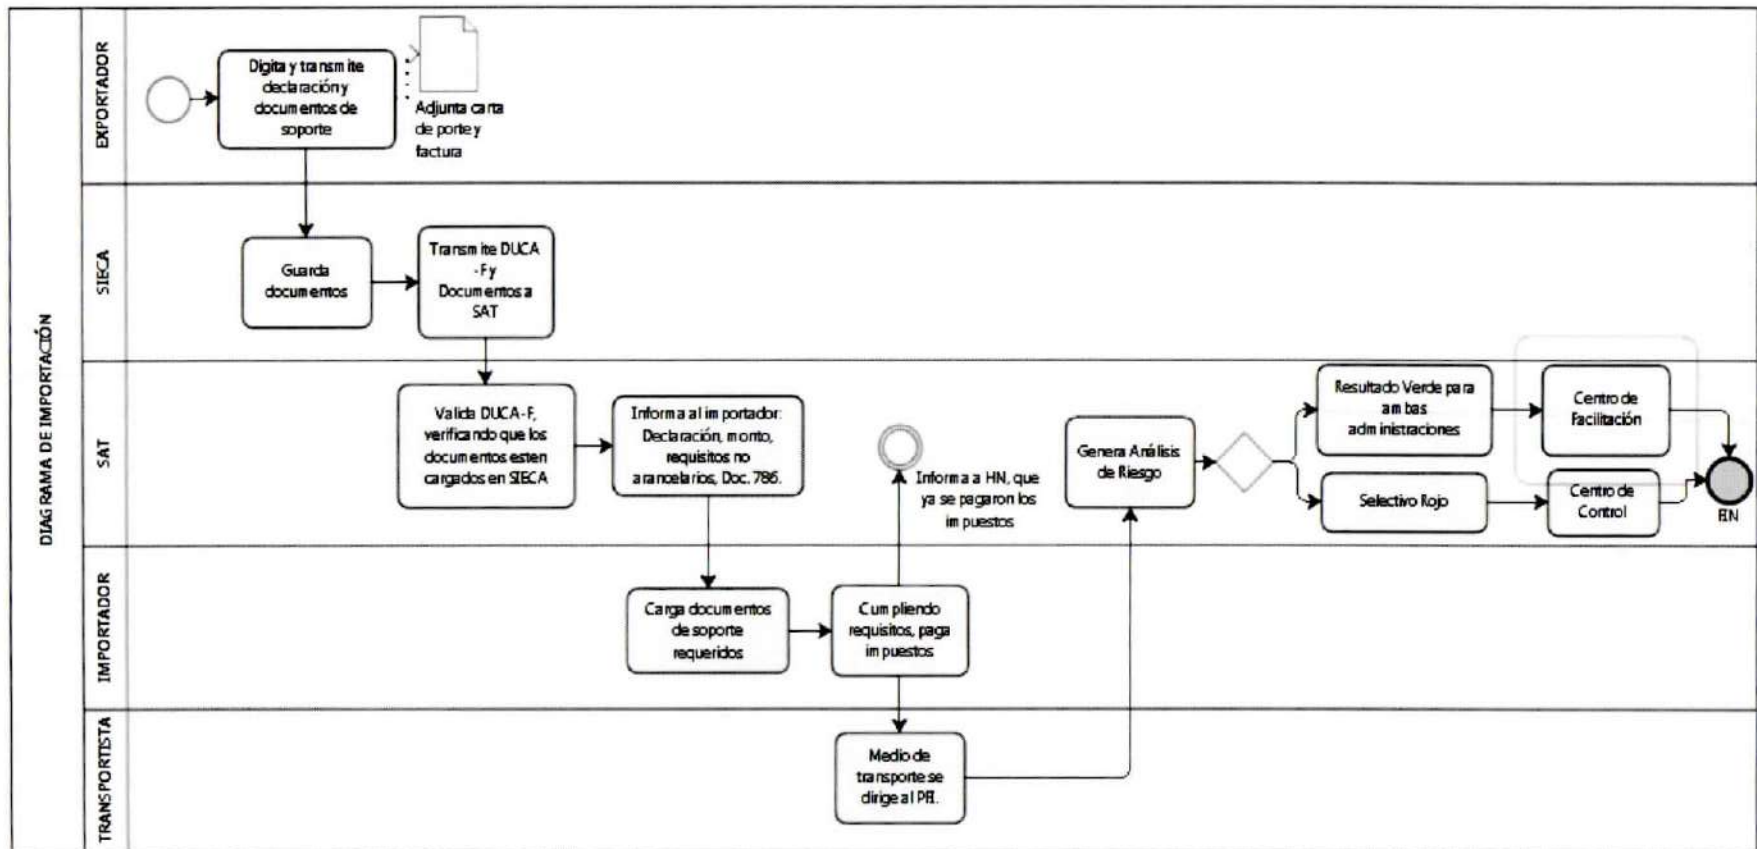 DIAGRAMA DE IMPORTACIÓN
EXPORTADOR
Digita y transmite
declaración y
documentos de
soporte
Adjunta carta
de porte y
factura
SIECA
Guarda
documentos
Transmite DUCA
-F y
Documentos a
SAT
SAT
Valida DUCA-F,
verificando que los
documentos esten
cargados en SIECA
Informa al importador:
Declaración, monto,
requisitos no
arancelarios, Doc. 786.
Informa a HN, que
ya se pagaron los
impuestos
Genera Análisis
de Riesgo
Resultado Verde para
ambas
administraciones
Centro de
Facilitación
Selectivo Rojo
Centro de
Control
FIN
IMPORTADOR
Carga documentos
de soporte
requeridos
Cumpliendo
requisitos, paga
impuestos
TRANSPORTISTA
Medio de
transporte se
dirige al PFI.